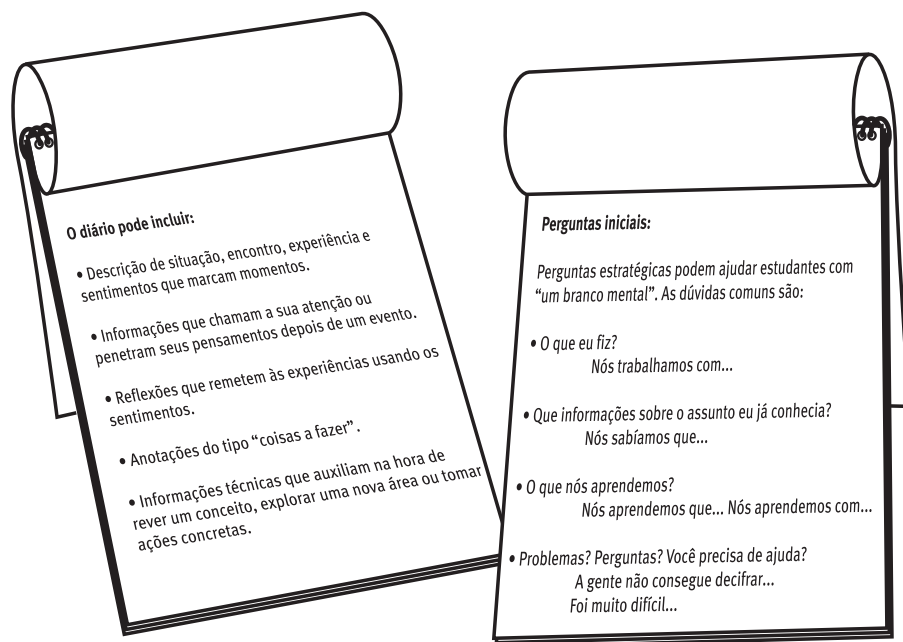 O diário pode incluir:
• Descrição de situação, encontro, experiência e
sentimentos que marcam momentos.
• Informações que chamam a sua atenção ou
penetram seus pensamentos depois de um evento.
• Reflexões que remetem às experiências usando os
sentimentos.
• Anotações do tipo “coisas a fazer”.
• Informações técnicas que auxiliam na hora de
rever um conceito, explorar uma nova área ou tomar
ações concretas.
Perguntas iniciais:
Perguntas estratégicas podem ajudar estudantes com
“um branco mental”. As dúvidas comuns são:
• O que eu fiz?
Nós trabalhamos com...
• Que informações sobre o assunto eu já conhecia?
Nós sabíamos que...
• O que nós aprendemos?
Nós aprendemos que... Nós aprendemos com...
• Problemas? Perguntas? Você precisa de ajuda?
A gente não consegue decifrar...
Foi muito difícil...